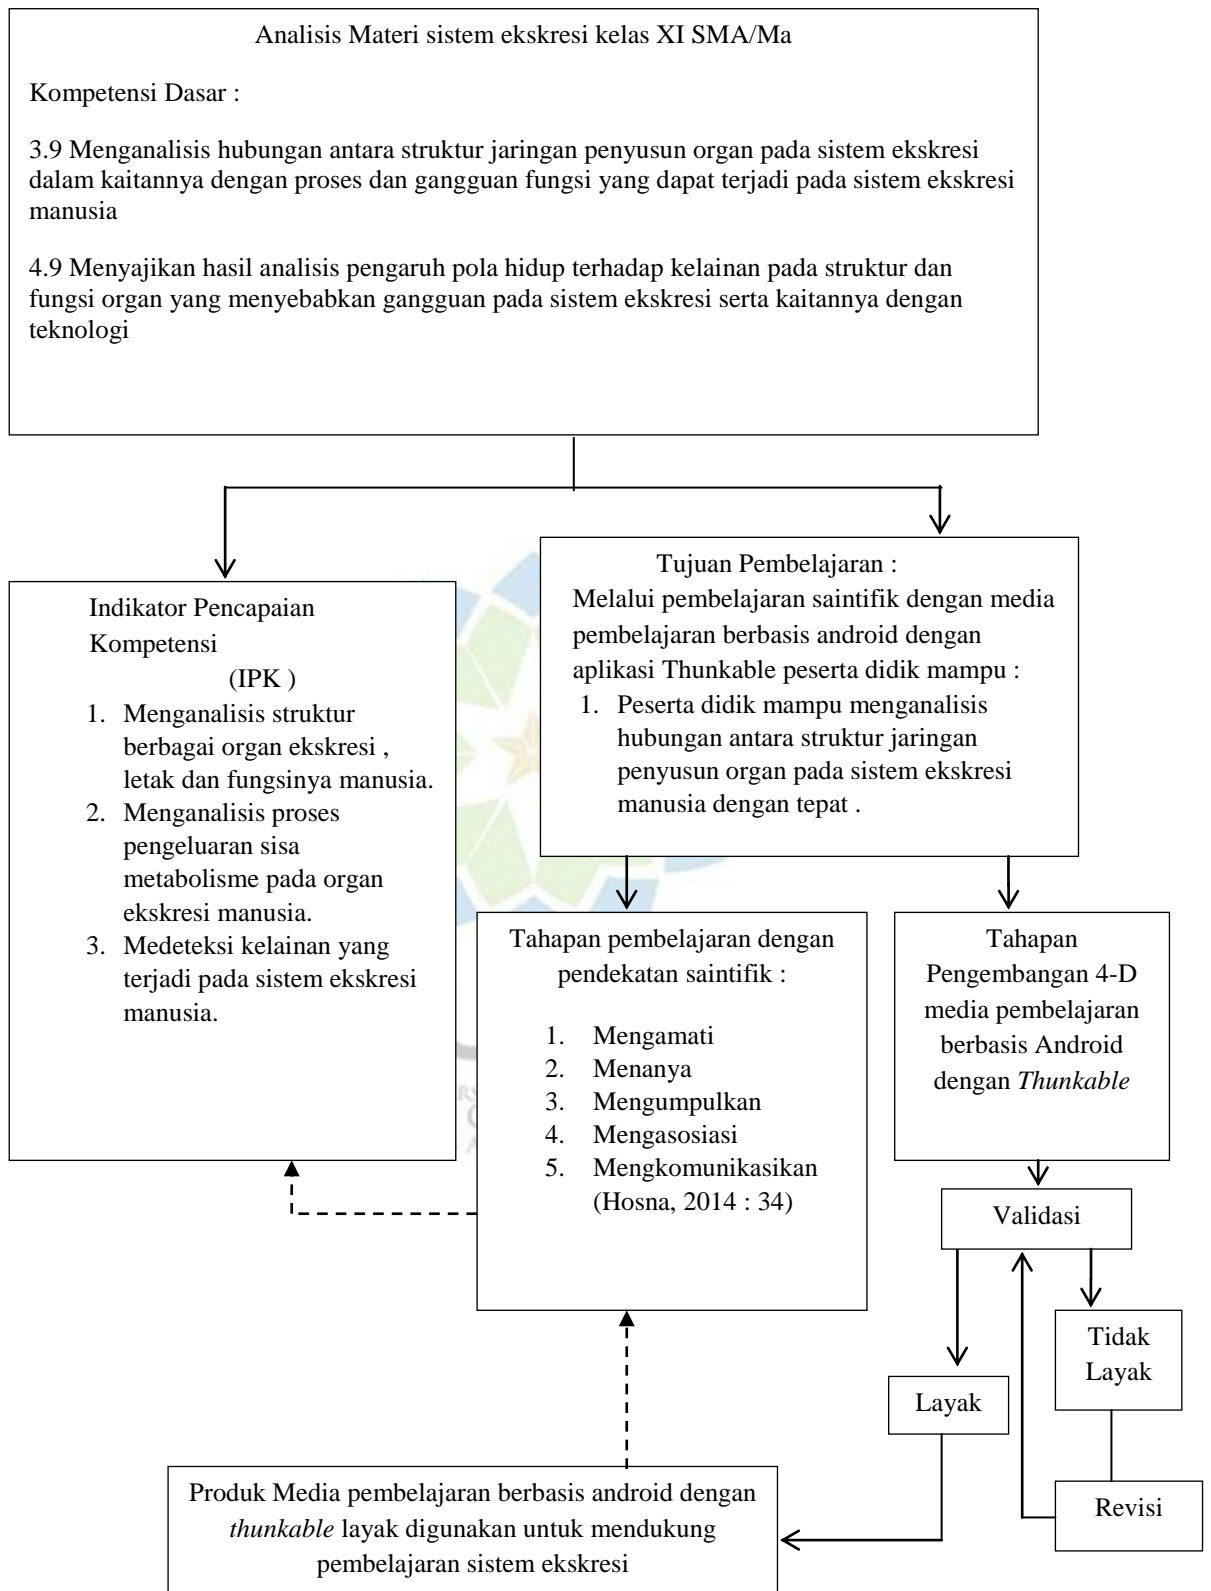 Analisis Materi sistem ekskresi kelas XI SMA/Ma
Kompetensi Dasar :
3.9 Menganalisis hubungan antara struktur jaringan penyusun organ pada sistem ekskresi
dalam kaitannya dengan proses dan gangguan fungsi yang dapat terjadi pada sistem ekskresi
manusia
4.9 Menyajikan hasil analisis pengaruh pola hidup terhadap kelainan pada struktur dan
fungsi organ yang menyebabkan gangguan pada sistem ekskresi serta kaitannya dengan
teknologi
Indikator Pencapaian
Kompetensi
(IPK )
1. Menganalisis struktur
berbagai organ ekskresi ,
letak dan fungsinya manusia.
2. Menganalisis proses
pengeluaran sisa
metabolisme pada organ
ekskresi manusia.
3. Medeteksi kelainan yang
terjadi pada sistem ekskresi
manusia.
Tujuan Pembelajaran :
Melalui pembelajaran saintifik dengan media
pembelajaran berbasis android dengan
aplikasi Thunkable peserta didik mampu :
1. Peserta didik mampu menganalisis
hubungan antara struktur jaringan
penyusun organ pada sistem ekskresi
manusia dengan tepat .
Tahapan pembelajaran dengan
pendekatan saintifik :
1. Mengamati
2. Menanya
3. Mengumpulkan
4. Mengasosiasi
5. Mengkomunikasikan
(Hosna, 2014 : 34)
Tahapan
Pengembangan 4-D
media pembelajaran
berbasis Android
dengan Thunkable
Validasi
Tidak
Layak
Layak
Revisi
Produk Media pembelajaran berbasis android dengan
thunkable layak digunakan untuk mendukung
pembelajaran sistem ekskresi